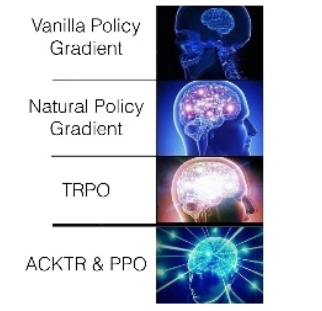 Vanilla Policy
Gradient
Natural Policy
Gradient
TRPO
ACKTR & PPO